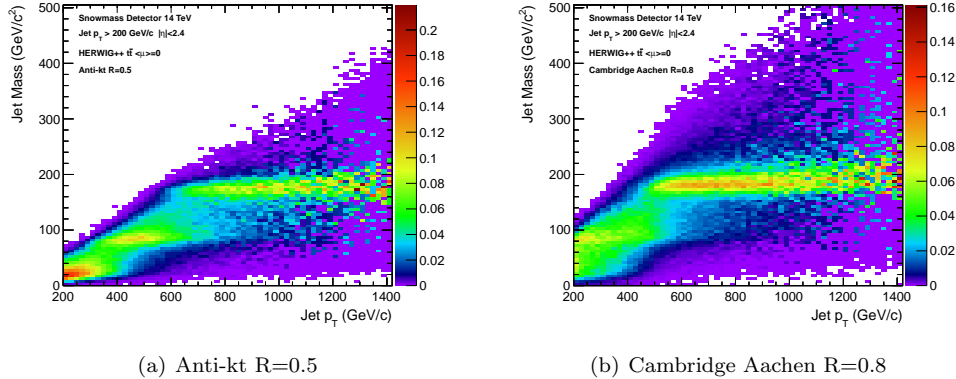 Jet Mass (GeV/c²)
500
400
300
200
100
0
Snowmass Detector 14 TeV
Jet p_T > 200 GeV/c |η|<2.4
HERWIG++ tt̄ <μ>=0
Anti-kt R=0.5
200 400 600 800 1000 1200 1400
Jet p_T (GeV/c)
0.2
0.18
0.16
0.14
0.12
0.1
0.08
0.06
0.04
0.02
0
(a) Anti-kt R=0.5
Jet Mass (GeV/c²)
500
400
300
200
100
0
Snowmass Detector 14 TeV
Jet p_T > 200 GeV/c |η|<2.4
HERWIG++ tt̄ <μ>=0
Cambridge Aachen R=0.8
200 400 600 800 1000 1200 1400
Jet p_T (GeV/c)
0.16
0.14
0.12
0.1
0.08
0.06
0.04
0.02
0
(b) Cambridge Aachen R=0.8